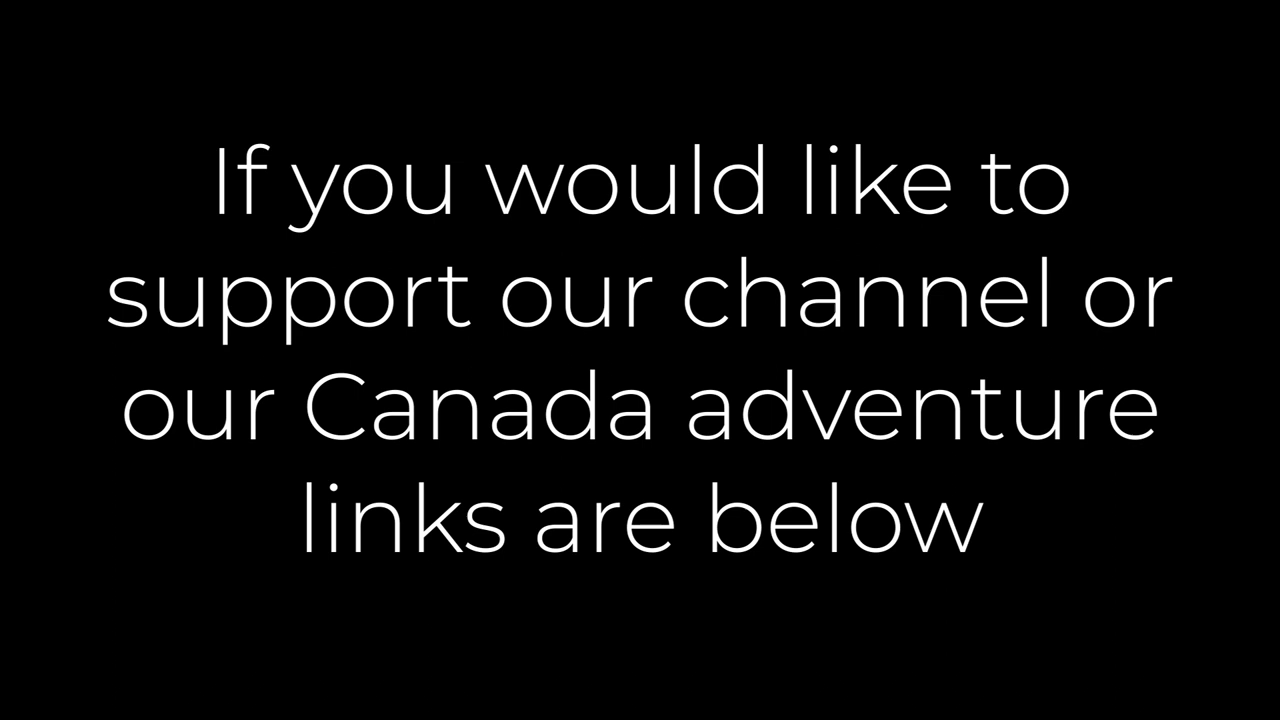 If you would like to
support our channel or
our Canada adventure
links are below